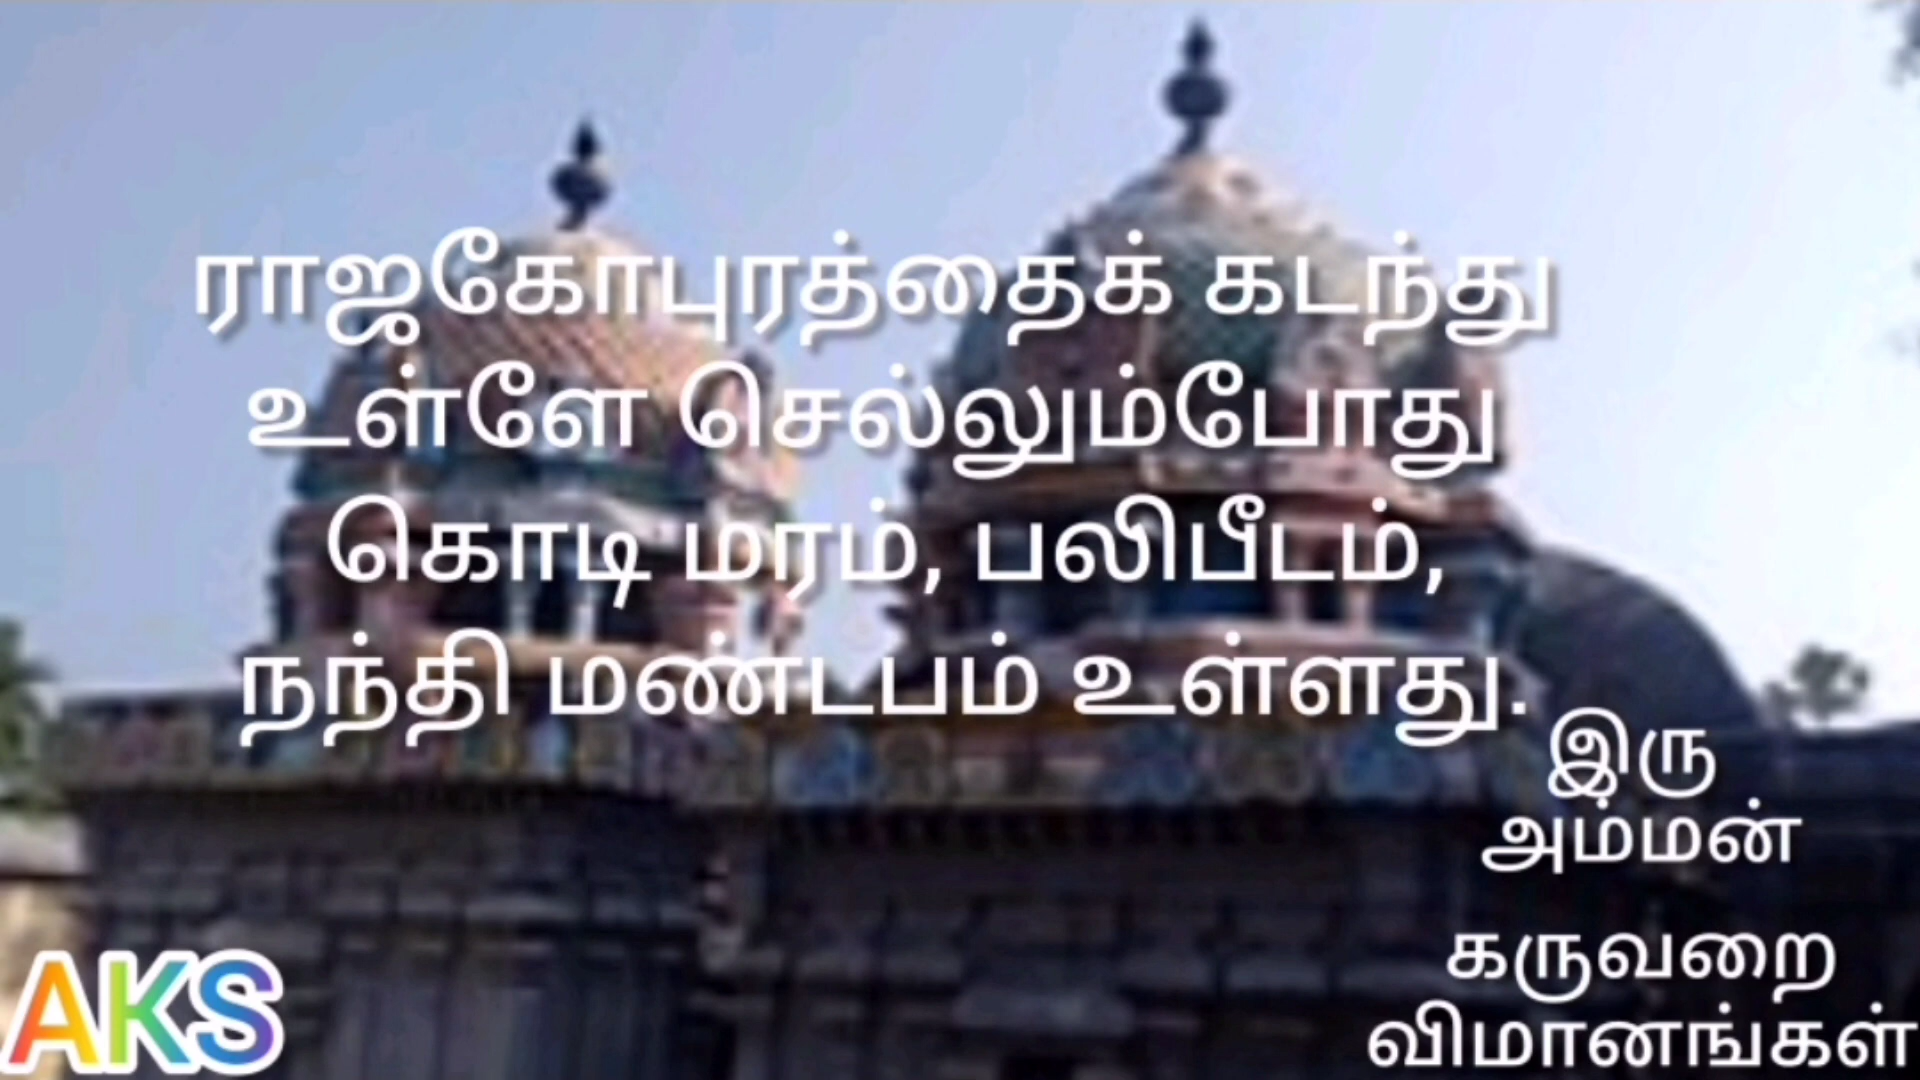 ராஜகோபுரத்தைக் கடந்து
உள்ளே செல்லும்போது
கொடி மரம், பலிபீடம்,
நந்தி மண்டபம் உள்ளது.
இரு
அம்மன்
கருவறை
விமானங்கள்
AKS